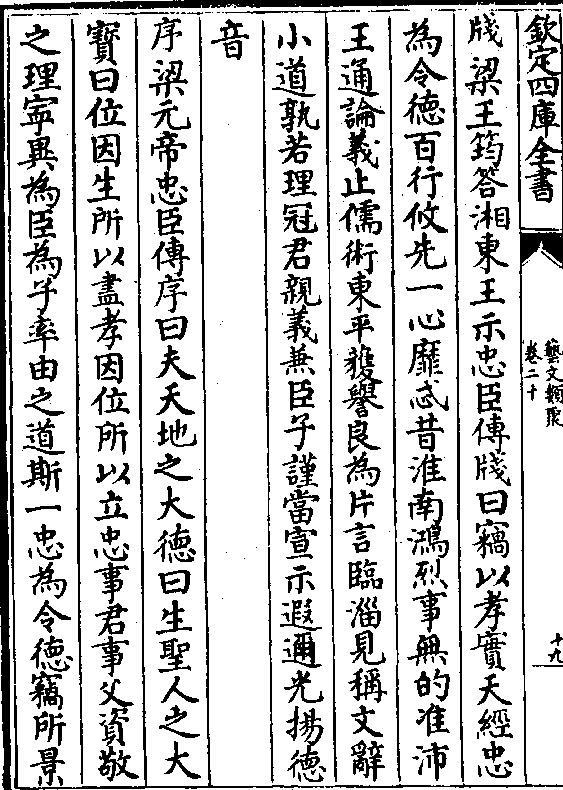 欽定四庫全書
藝文類聚
卷二十
十九
牋梁王筠答湘東王示忠臣傳牋曰竊以孝實天經忠
為令德百行攸先一心靡忒昔淮南鴻烈事無的准沛
王通論義止儒術東平獲譽良為片言臨淄見稱文辭
小道孰若理冠君親義兼臣子謹當宣示遐邇光揚德
音
序梁元帝忠臣傳序曰夫天地之大德曰生聖人之大
寶曰位因生所以盡孝因位所以立忠事君事父資敬
之理寧異為臣為子率由之道斯一忠為令德竊所景